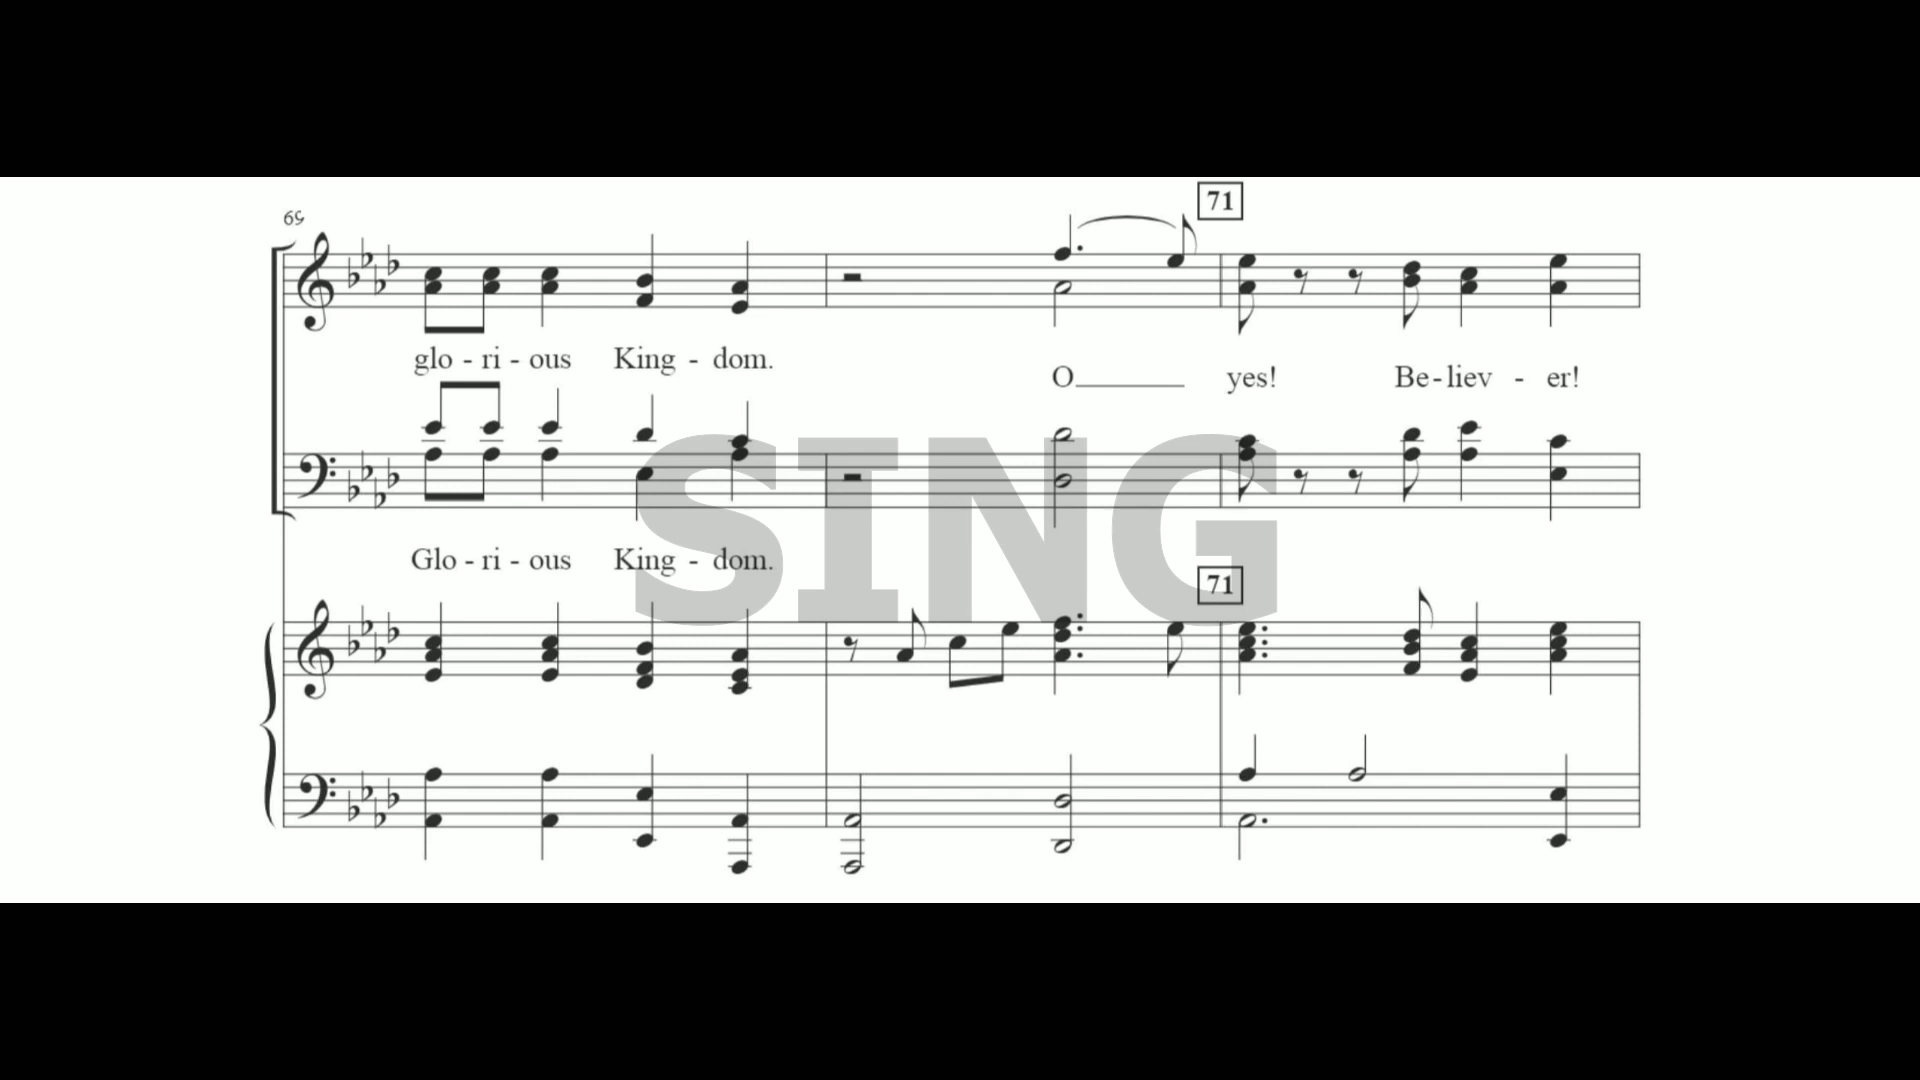 71
69
glo - ri - ous King - dom.
O yes! Be - liev - er!
SING
Glo - ri - ous King - dom.
71